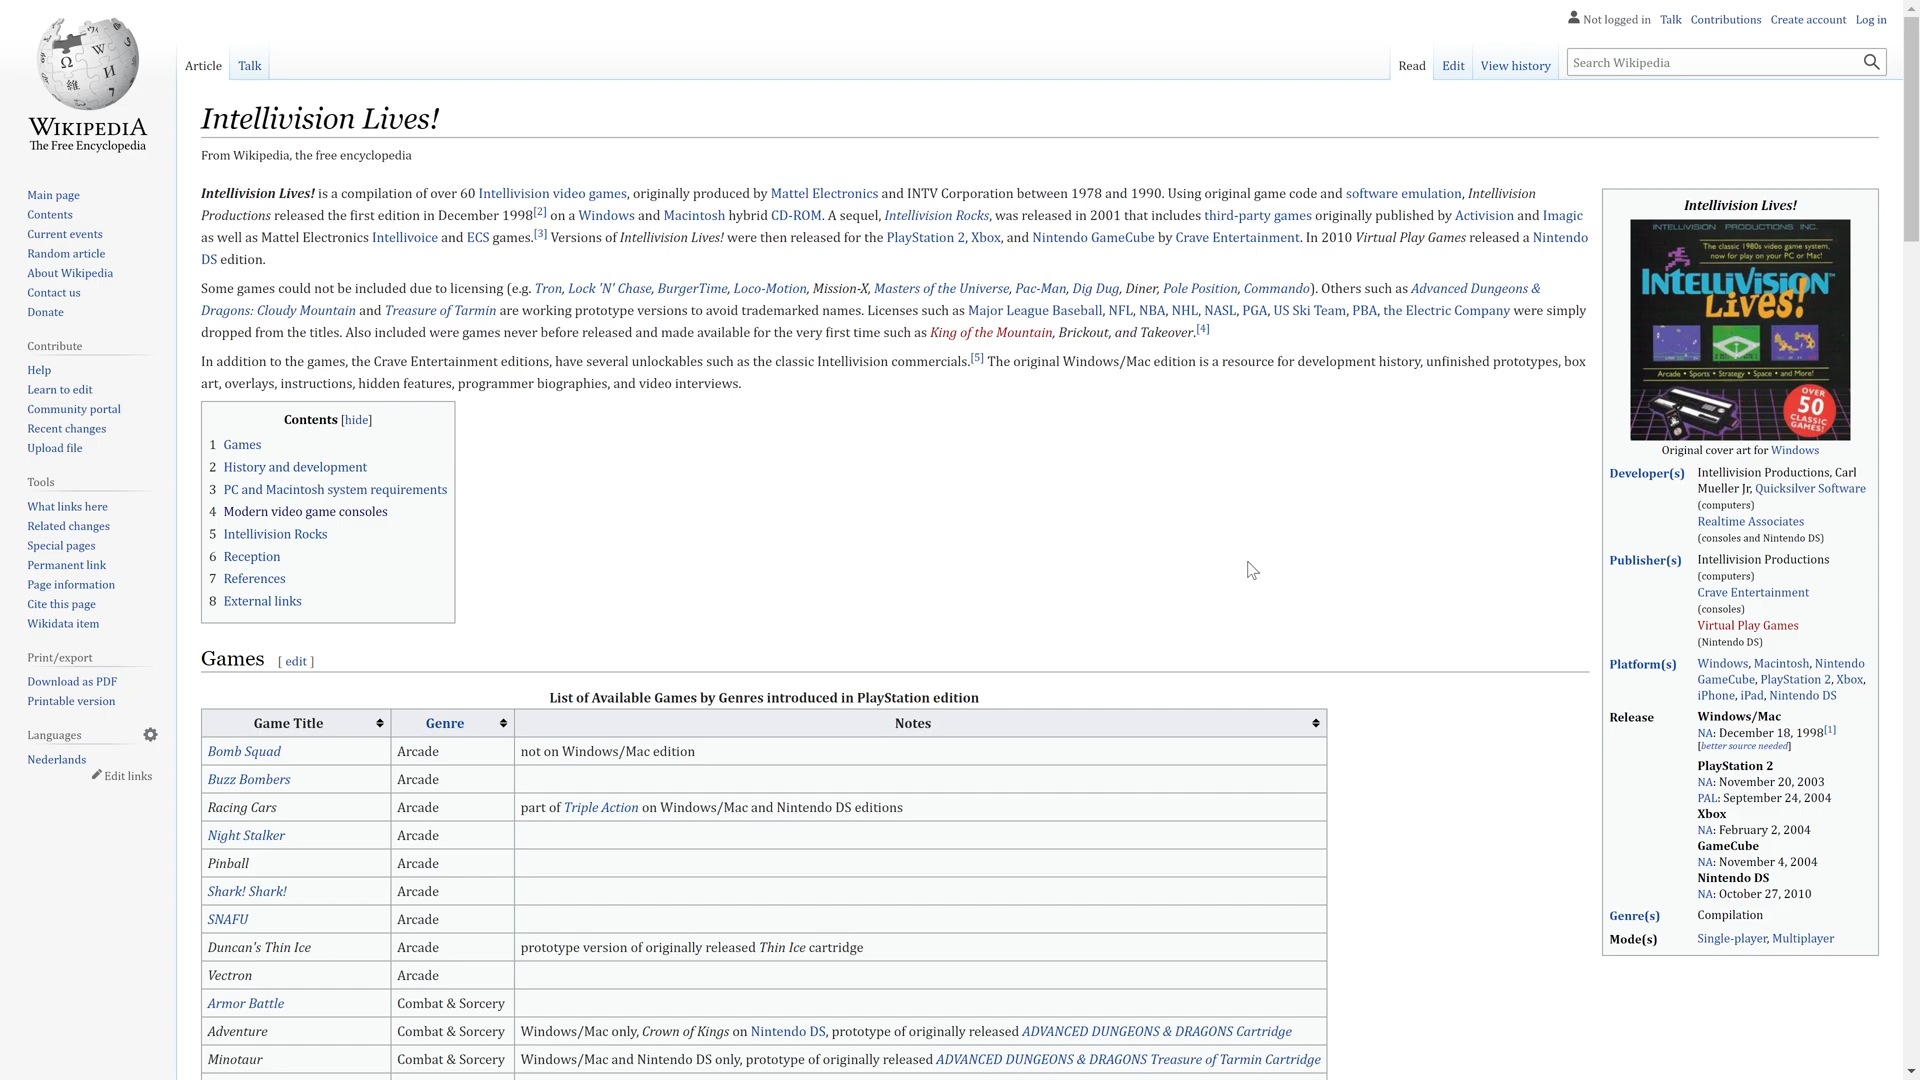 Not logged in Talk Contributions Create account Log in
Article Talk Read Edit View history Search Wikipedia
WIKIPEDIA
The Free Encyclopedia
Main page
Contents
Current events
Random article
About Wikipedia
Contact us
Donate
Contribute
Help
Learn to edit
Community portal
Recent changes
Upload file
Tools
What links here
Related changes
Special pages
Permanent link
Page information
Cite this page
Wikidata item
Print/export
Download as PDF
Printable version
Languages
Nederlands
Edit links
Intellivision Lives!
From Wikipedia, the free encyclopedia
Intellivision Lives! is a compilation of over 60 Intellivision video games, originally produced by Mattel Electronics and INTV Corporation between 1978 and 1990. Using original game code and software emulation, Intellivision
Productions released the first edition in December 1998[2] on a Windows and Macintosh hybrid CD-ROM. A sequel, Intellivision Rocks, was released in 2001 that includes third-party games originally published by Activision and Imagic
as well as Mattel Electronics Intellivoice and ECS games.[3] Versions of Intellivision Lives! were then released for the PlayStation 2, Xbox, and Nintendo GameCube by Crave Entertainment. In 2010 Virtual Play Games released a Nintendo
DS edition.
Some games could not be included due to licensing (e.g. Tron, Lock 'N' Chase, BurgerTime, Loco-Motion, Mission-X, Masters of the Universe, Pac-Man, Dig Dug, Diner, Pole Position, Commando). Others such as Advanced Dungeons &
Dragons: Cloudy Mountain and Treasure of Tarmin are working prototype versions to avoid trademarked names. Licenses such as Major League Baseball, NFL, NBA, NHL, NASL, PGA, US Ski Team, PBA, the Electric Company were simply
dropped from the titles. Also included were games never before released and made available for the very first time such as King of the Mountain, Brickout, and Takeover.[4]
In addition to the games, the Crave Entertainment editions, have several unlockables such as the classic Intellivision commercials.[5] The original Windows/Mac edition is a resource for development history, unfinished prototypes, box
art, overlays, instructions, hidden features, programmer biographies, and video interviews.
Contents [hide]
1 Games
2 History and development
3 PC and Macintosh system requirements
4 Modern video game consoles
5 Intellivision Rocks
6 Reception
7 References
8 External links
Games [ edit ]
List of Available Games by Genres introduced in PlayStation edition
Game Title Genre Notes
Bomb Squad Arcade not on Windows/Mac edition
Buzz Bombers Arcade
Racing Cars Arcade part of Triple Action on Windows/Mac and Nintendo DS editions
Night Stalker Arcade
Pinball Arcade
Shark! Shark! Arcade
SNAFU Arcade
Duncan's Thin Ice Arcade prototype version of originally released Thin Ice cartridge
Vectron Arcade
Armor Battle Combat & Sorcery
Adventure Combat & Sorcery Windows/Mac only, Crown of Kings on Nintendo DS, prototype of originally released ADVANCED DUNGEONS & DRAGONS Cartridge
Minotaur Combat & Sorcery Windows/Mac and Nintendo DS only, prototype of originally released ADVANCED DUNGEONS & DRAGONS Treasure of Tarmin Cartridge
Intellivision Lives!
INTELLIVISION PRODUCTIONS INC.
The classic 1980s video game system,
now for play on your PC or Mac!
INTELLIVISION
Lives!
Arcade • Sports • Strategy • Space • and More!
OVER
50
CLASSIC
GAMES!
Original cover art for Windows
Developer(s) Intellivision Productions, Carl
Mueller Jr, Quicksilver Software
(computers)
Realtime Associates
(consoles and Nintendo DS)
Publisher(s) Intellivision Productions
(computers)
Crave Entertainment
(consoles)
Virtual Play Games
(Nintendo DS)
Platform(s) Windows, Macintosh, Nintendo
GameCube, PlayStation 2, Xbox,
iPhone, iPad, Nintendo DS
Release Windows/Mac
NA: December 18, 1998[1]
[better source needed]
PlayStation 2
NA: November 20, 2003
PAL: September 24, 2004
Xbox
NA: February 2, 2004
GameCube
NA: November 4, 2004
Nintendo DS
NA: October 27, 2010
Genre(s) Compilation
Mode(s) Single-player, Multiplayer